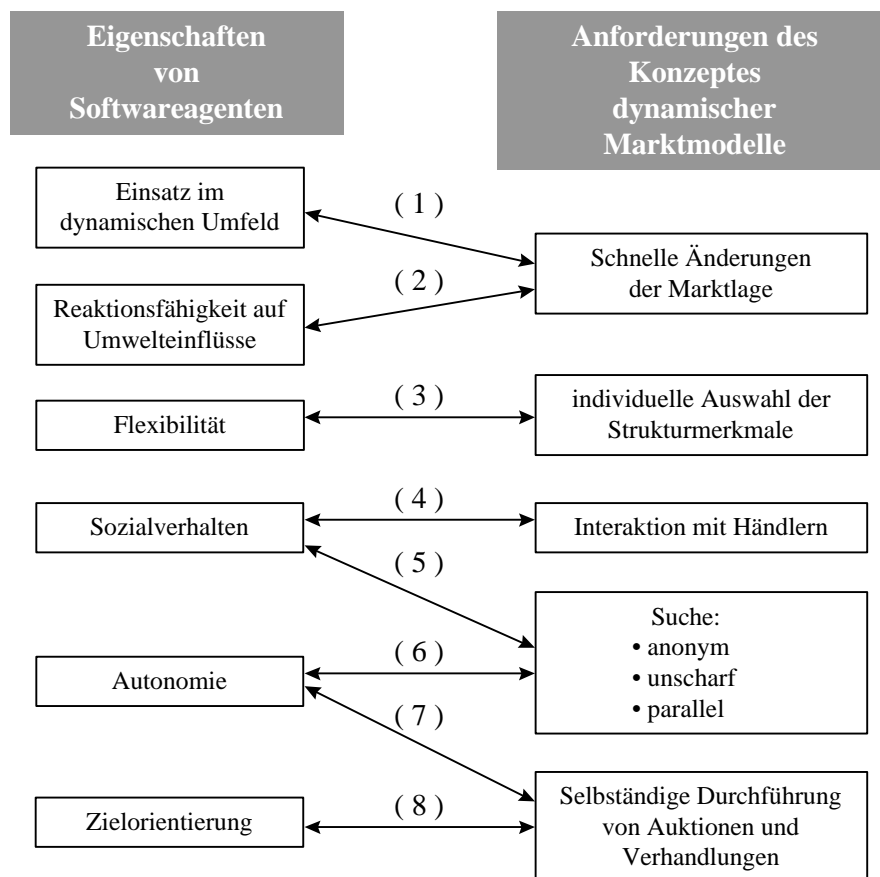 Eigenschaften
von
Softwareagenten
Anforderungen des
Konzeptes
dynamischer
Marktmodelle
Einsatz im
dynamischen Umfeld
( 1 )
Schnelle Änderungen
der Marktlage
( 2 )
Reaktionsfähigkeit auf
Umwelteinflüsse
( 3 )
Flexibilität
individuelle Auswahl der
Strukturmerkmale
( 4 )
Sozialverhalten
Interaktion mit Händlern
( 5 )
Suche:
• anonym
• unscharf
• parallel
( 6 )
Autonomie
( 7 )
Selbständige Durchführung
von Auktionen und
Verhandlungen
( 8 )
Zielorientierung